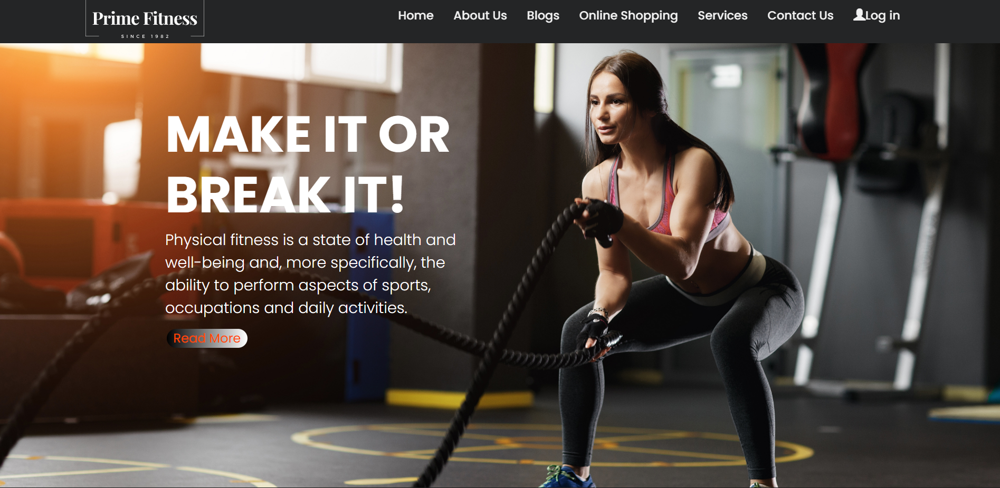 Prime Fitness
SINCE 1982
Home About Us Blogs Online Shopping Services Contact Us Log in
MAKE IT OR
BREAK IT!
Physical fitness is a state of health and
well-being and, more specifically, the
ability to perform aspects of sports,
occupations and daily activities.
Read More